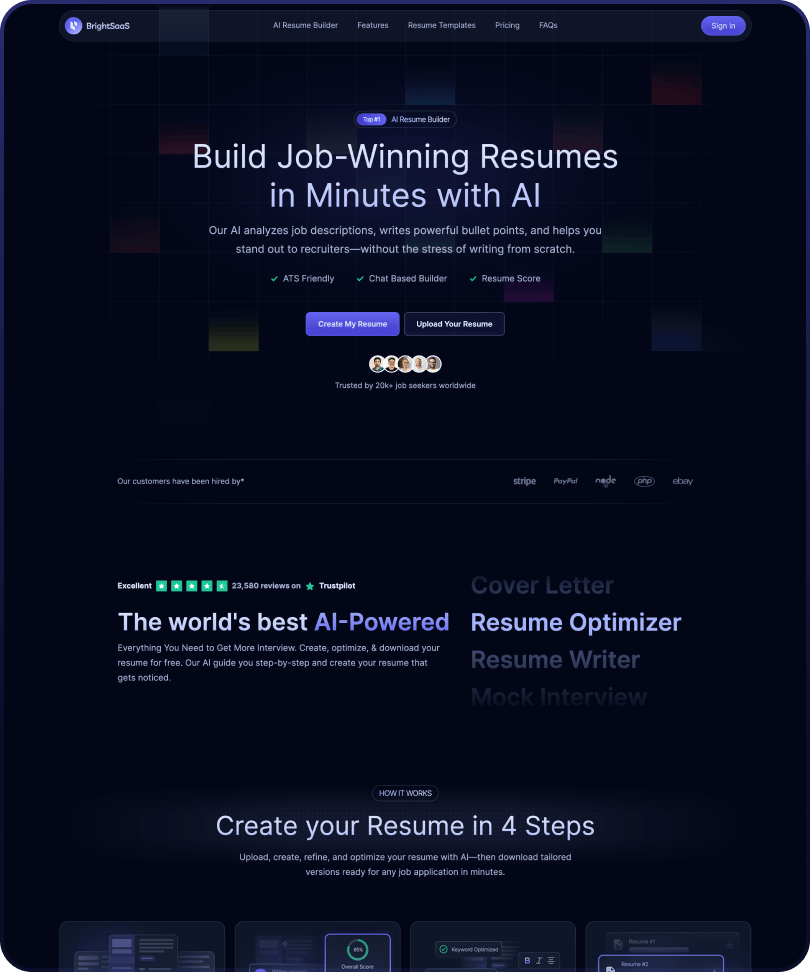 BrightSaaS
AI Resume Builder
Features
Resume Templates
Pricing
FAQs
Sign In
Top #1
AI Resume Builder
Build Job-Winning Resumes
in Minutes with AI
Our AI analyzes job descriptions, writes powerful bullet points, and helps you
stand out to recruiters—without the stress of writing from scratch.
ATS Friendly
Chat Based Builder
Resume Score
Create My Resume
Upload Your Resume
Trusted by 20k+ job seekers worldwide
Our customers have been hired by*
stripe
PayPal
node
php
ebay
Excellent
23,580 reviews on
Trustpilot
The world's best AI-Powered
Everything You Need to Get More Interview. Create, optimize, & download your
resume for free. Our AI guide you step-by-step and create your resume that
gets noticed.
Cover Letter
Resume Optimizer
Resume Writer
Mock Interview
HOW IT WORKS
Create your Resume in 4 Steps
Upload, create, refine, and optimize your resume with AI—then download tailored
versions ready for any job application in minutes.
86%
Overall Score
Keyword Optimized
B I
Resume #1
Resume #2